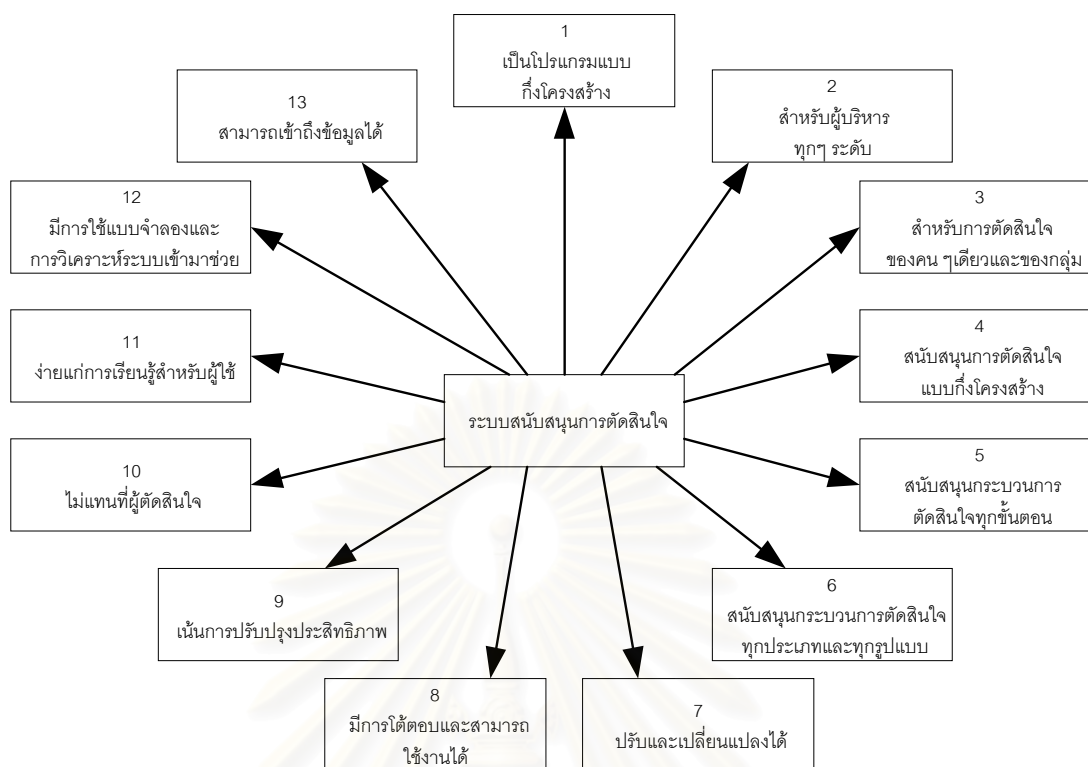 1
เป็นโปรแกรมแบบ
กึ่งโครงสร้าง
2
สำหรับผู้บริหาร
ทุกๆ ระดับ
3
สำหรับการตัดสินใจ
ของคน ๆเดียวและของกลุ่ม
4
สนับสนุนการตัดสินใจ
แบบกึ่งโครงสร้าง
5
สนับสนุนกระบวนการ
ตัดสินใจทุกขั้นตอน
6
สนับสนุนกระบวนการตัดสินใจ
ทุกประเภทและทุกรูปแบบ
7
ปรับและเปลี่ยนแปลงได้
8
มีการโต้ตอบและสามารถ
ใช้งานได้
9
เน้นการปรับปรุงประสิทธิภาพ
10
ไม่แทนที่ผู้ตัดสินใจ
11
ง่ายแก่การเรียนรู้สำหรับผู้ใช้
12
มีการใช้แบบจำลองและ
การวิเคราะห์ระบบเข้ามาช่วย
13
สามารถเข้าถึงข้อมูลได้
ระบบสนับสนุนการตัดสินใจ